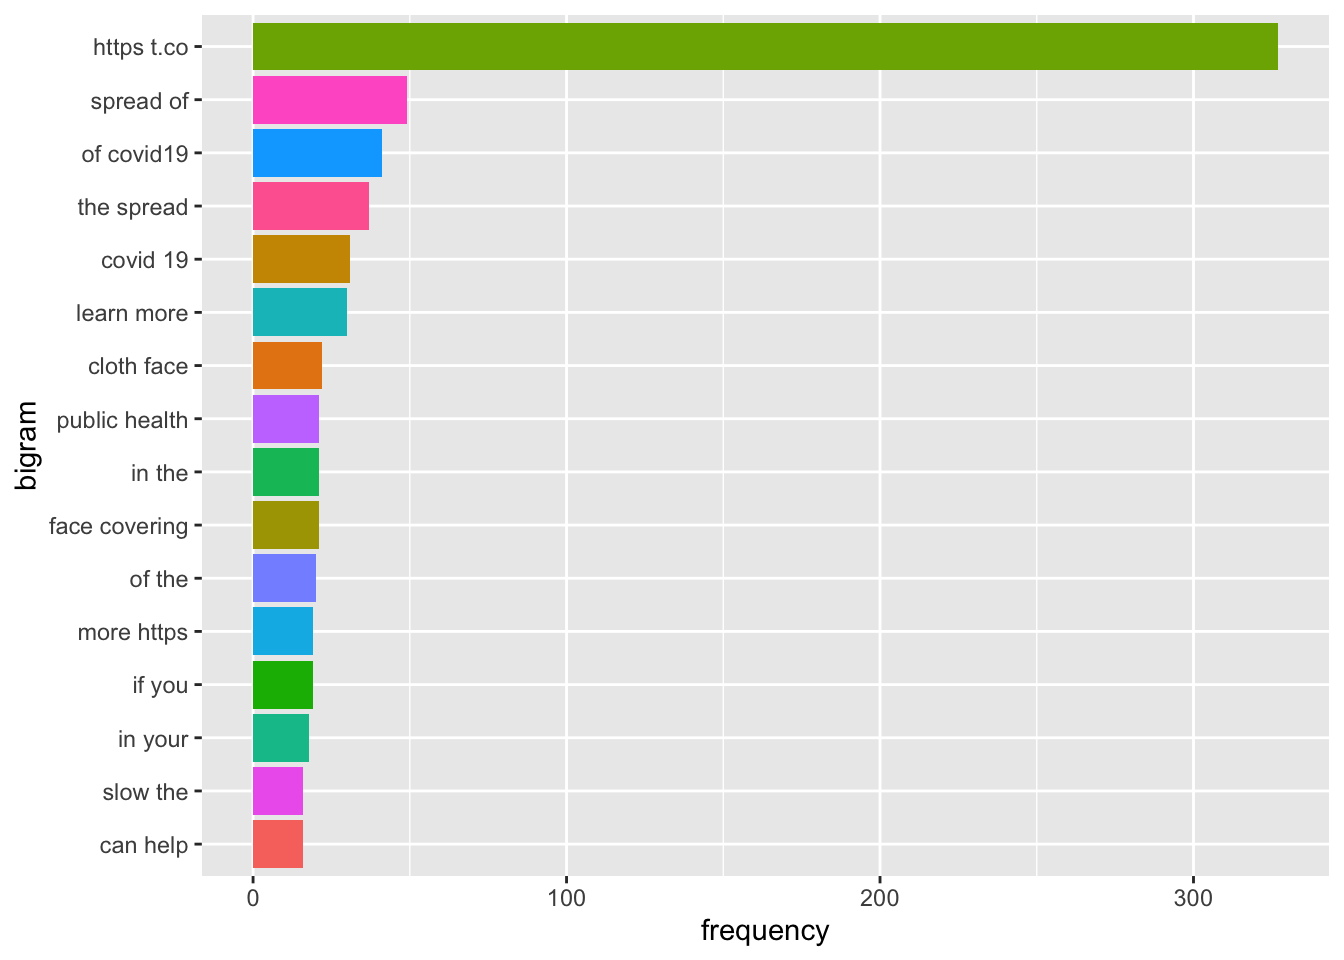 https t.co
spread of
of covid19
the spread
covid 19
learn more
cloth face
public health
in the
face covering
of the
more https
if you
in your
slow the
can help
bigram
0 100 200 300
frequency